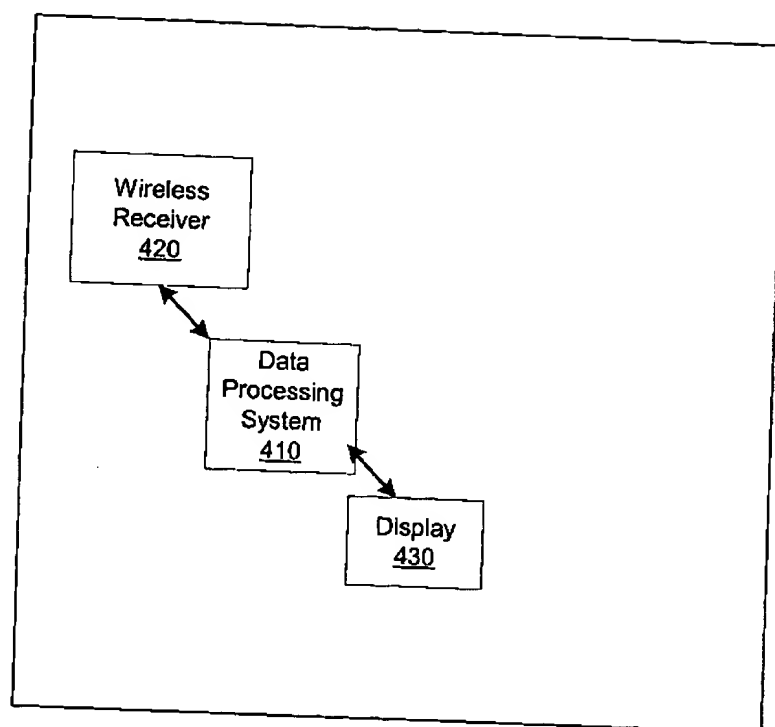 Wireless
Receiver
420
Data
Processing
System
410
Display
430